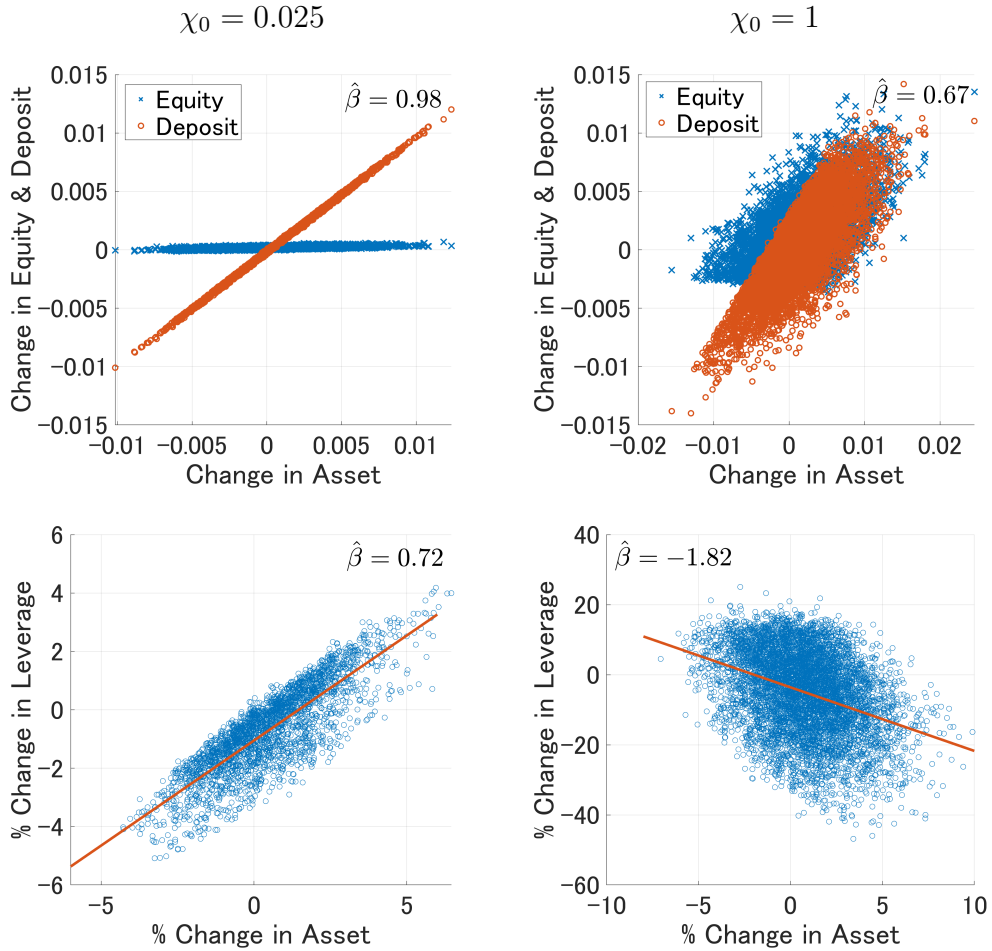 χ₀ = 0.025
χ₀ = 1
0.015
0.01
0.005
0
−0.005
−0.01
−0.015
Change in Equity & Deposit
Equity
Deposit
β̂ = 0.98
−0.01
−0.005
0
0.005
0.01
Change in Asset
0.015
0.01
0.005
0
−0.005
−0.01
−0.015
Change in Equity & Deposit
Equity
Deposit
β̂ = 0.67
−0.02
−0.01
0
0.01
0.02
Change in Asset
6
4
2
0
−2
−4
−6
% Change in Leverage
β̂ = 0.72
−5
0
5
% Change in Asset
40
20
0
−20
−40
−60
% Change in Leverage
β̂ = −1.82
−10
−5
0
5
10
% Change in Asset